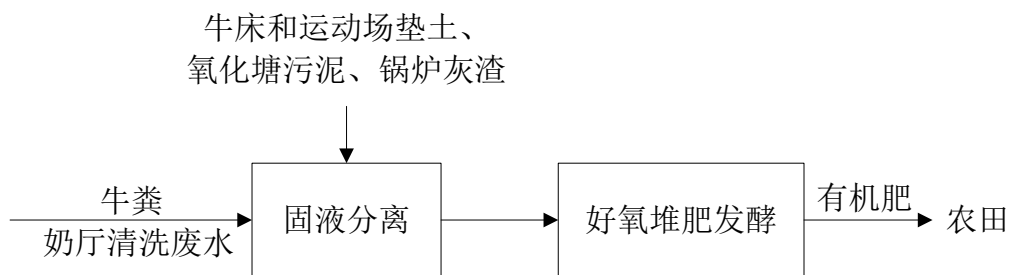 牛床和运动场垫土、
氧化塘污泥、锅炉灰渣
牛粪
奶厅清洗废水
固液分离
好氧堆肥发酵
有机肥
农田